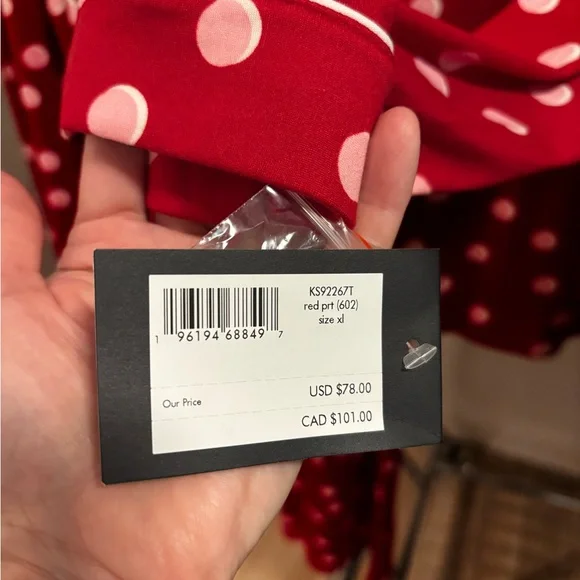 KS92267T
red prt (602)
size xl
1 96194 68849 7
USD $78.00
Our Price
CAD $101.00